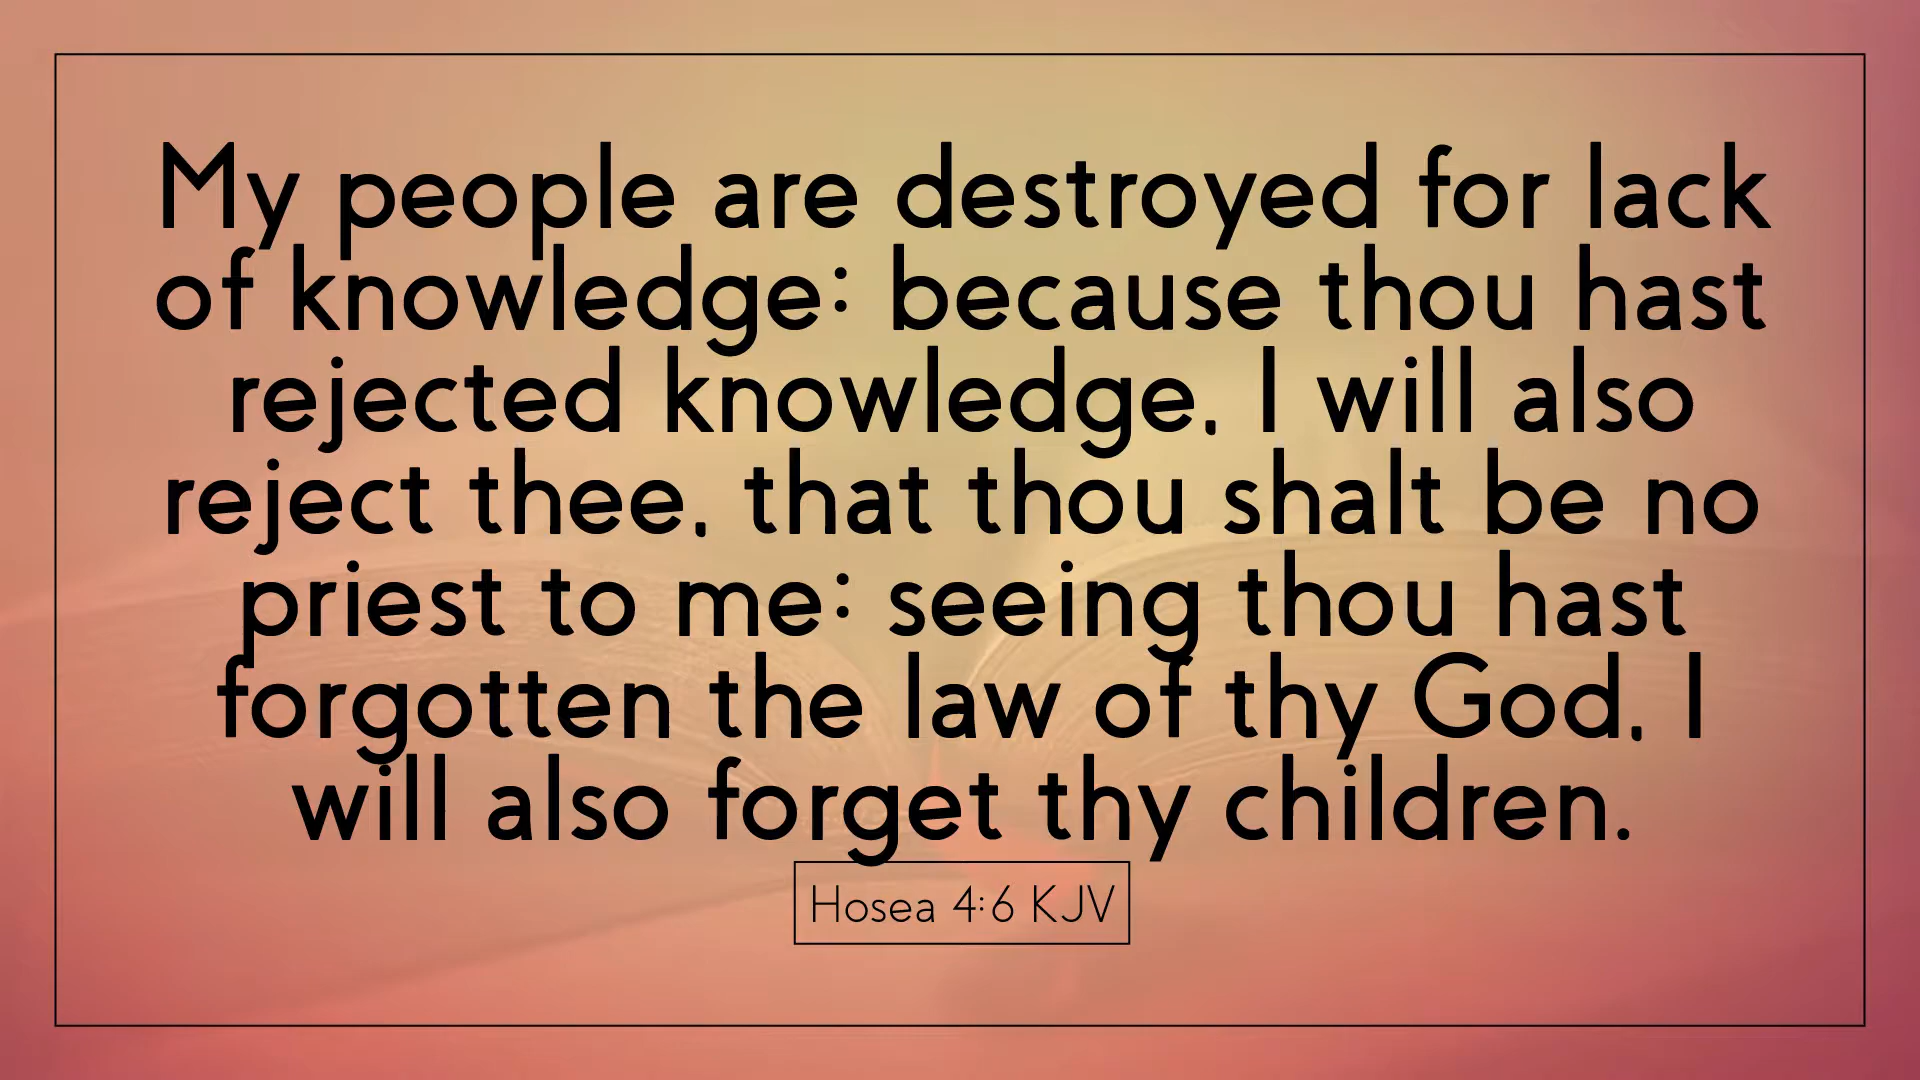 My people are destroyed for lack
of knowledge: because thou hast
rejected knowledge, I will also
reject thee, that thou shalt be no
priest to me: seeing thou hast
forgotten the law of thy God, I
will also forget thy children.
Hosea 4:6 KJV